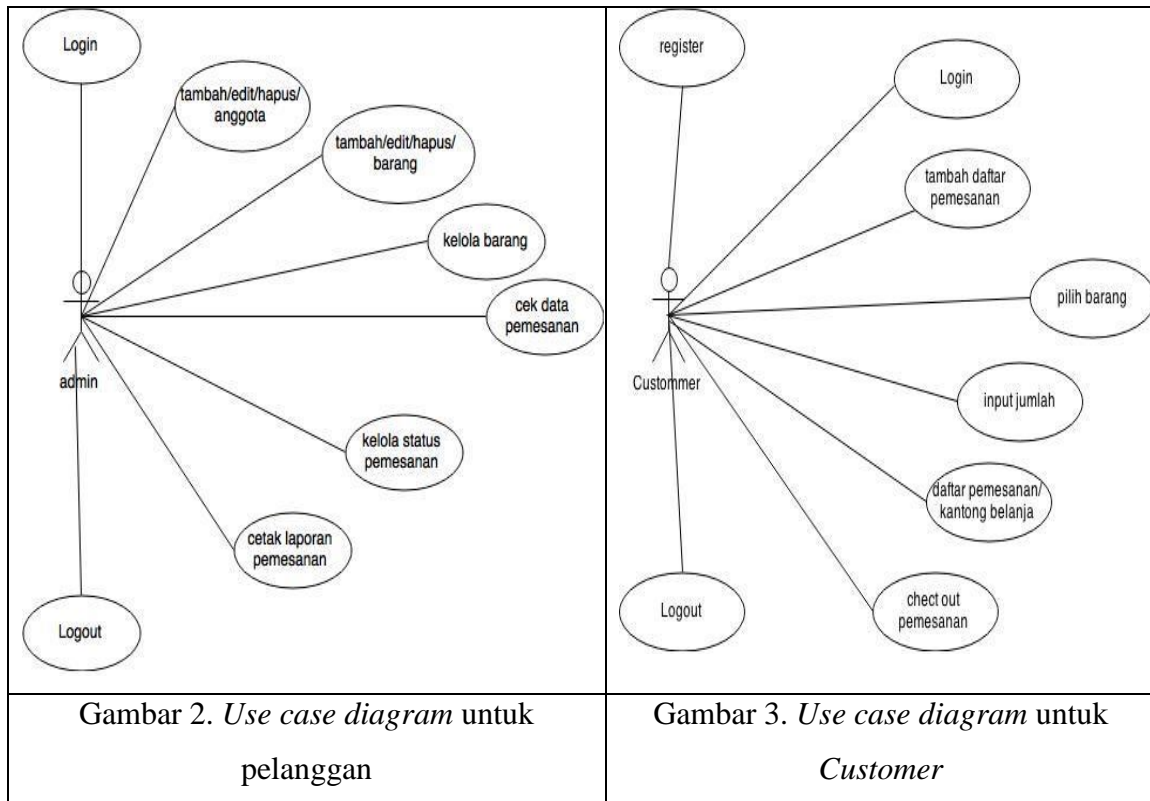 Login
tambah/edit/hapus/
anggota
tambah/edit/hapus/
barang
kelola barang
cek data
pemesanan
admin
kelola status
pemesanan
cetak laporan
pemesanan
Logout
Gambar 2. Use case diagram untuk
pelanggan
register
Login
tambah daftar
pemesanan
pilih barang
Custommer
input jumlah
daftar pemesanan/
kantong belanja
chect out
pemesanan
Logout
Gambar 3. Use case diagram untuk
Customer